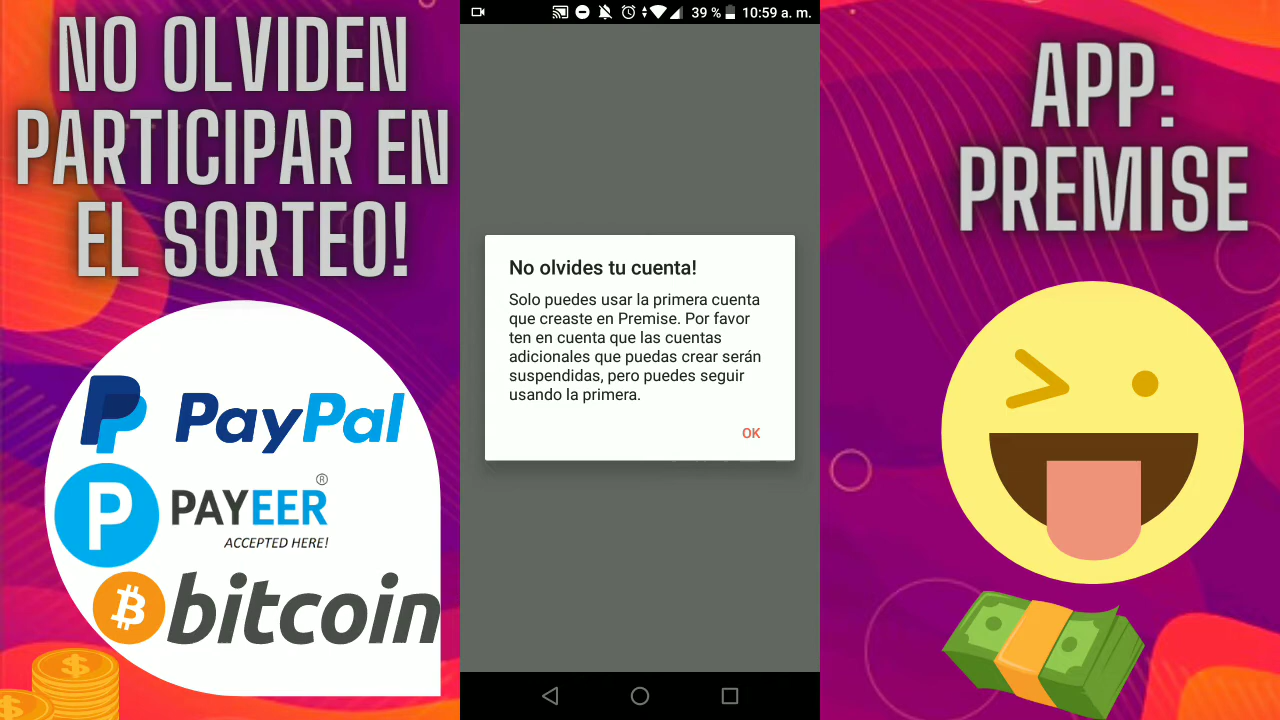 NO OLVIDEN
PARTICIPAR EN
EL SORTEO!
PayPal
P
PAYEER®
ACCEPTED HERE!
bitcoin
39 % 10:59 a. m.
No olvides tu cuenta!
Solo puedes usar la primera cuenta
que creaste en Premise. Por favor
ten en cuenta que las cuentas
adicionales que puedas crear serán
suspendidas, pero puedes seguir
usando la primera.
OK
APP:
PREMISE